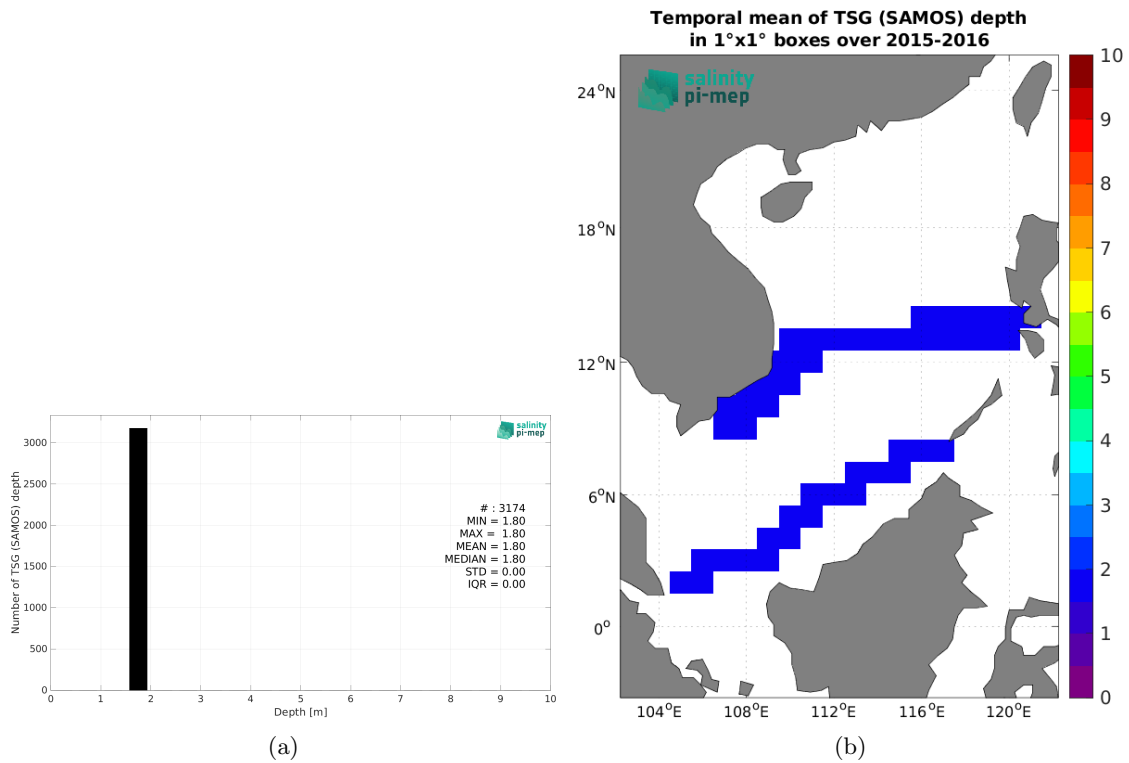 Number of TSG (SAMOS) depth
3000
2500
2000
1500
1000
500
0
salinity
pi-mep
# : 3174
MIN = 1.80
MAX =  1.80
MEAN = 1.80
MEDIAN = 1.80
STD = 0.00
IQR = 0.00
0 1 2 3 4 5 6 7 8 9 10
Depth [m]
(a)
Temporal mean of TSG (SAMOS) depth
in 1°x1° boxes over 2015-2016
salinity
pi-mep
24°N
18°N
12°N
6°N
0°
104°E 108°E 112°E 116°E 120°E
10
9
8
7
6
5
4
3
2
1
0
(b)